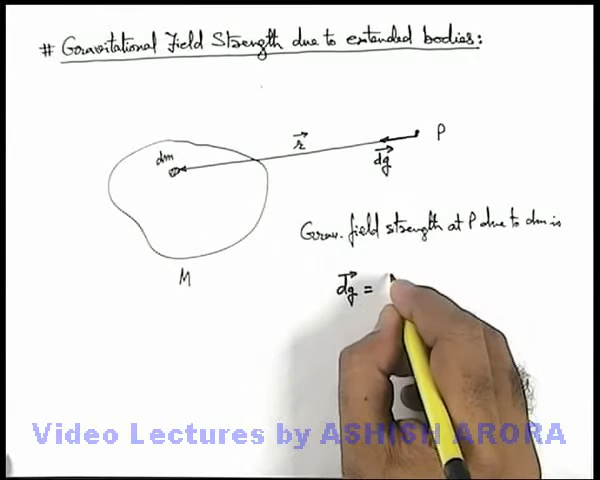 # Gravitational Field Strength due to extended bodies:
dm
r
P
dg
Grav. field strength at P due to dm is
M
dg =
Video Lectures by ASHISH ARORA